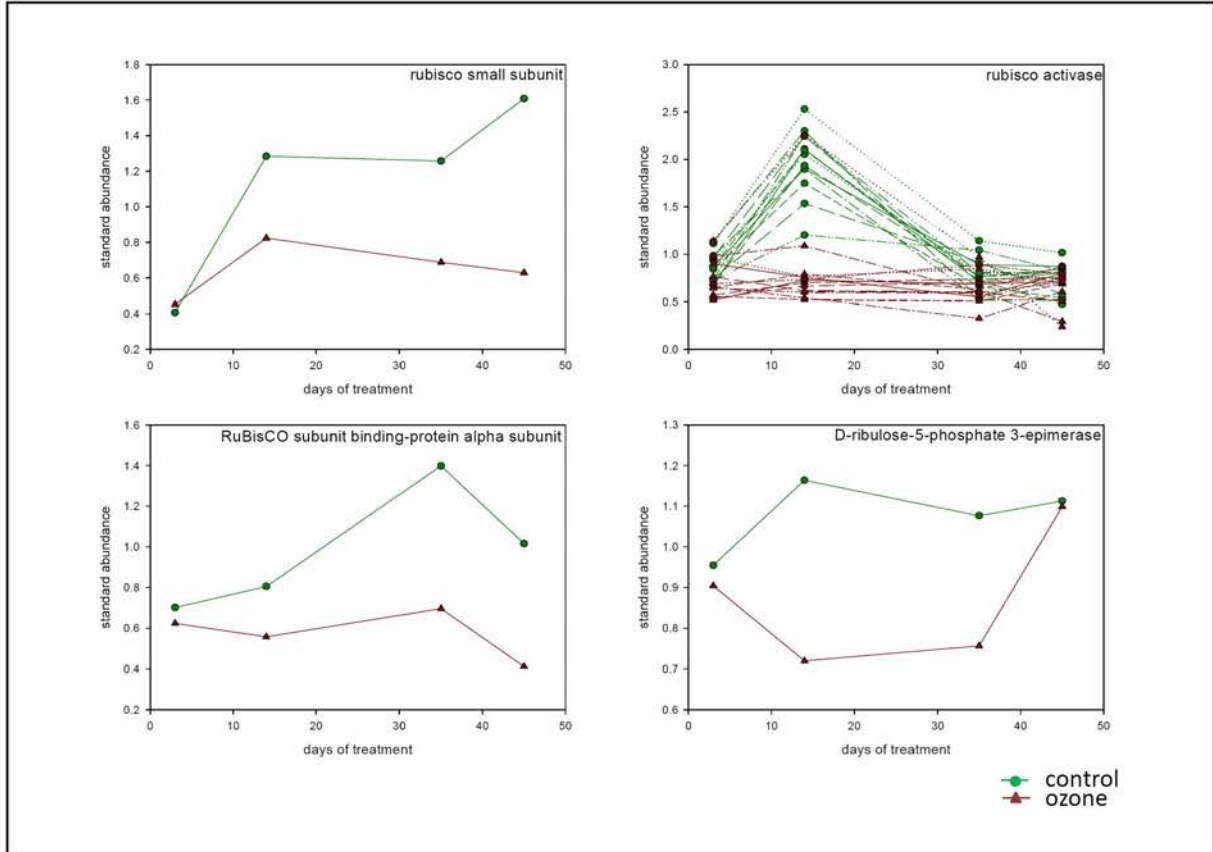 rubisco small subunit
1.8
1.6
1.4
1.2
1.0
0.8
0.6
0.4
0.2
standard abundance
0 10 20 30 40 50
days of treatment
rubisco activase
3.0
2.5
2.0
1.5
1.0
0.5
0.0
standard abundance
0 10 20 30 40 50
days of treatment
RuBisCO subunit binding-protein alpha subunit
1.6
1.4
1.2
1.0
0.8
0.6
0.4
0.2
standard abundance
0 10 20 30 40 50
days of treatment
D-ribulose-5-phosphate 3-epimerase
1.3
1.2
1.1
1.0
0.9
0.8
0.7
0.6
standard abundance
0 10 20 30 40 50
days of treatment
control
ozone